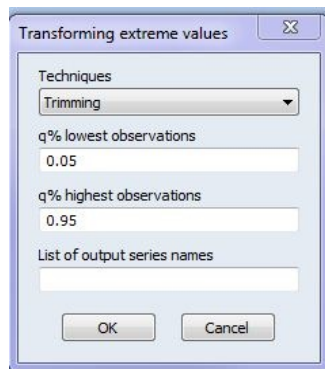 Transforming extreme values
Techniques
Trimming
q% lowest observations
0.05
q% highest observations
0.95
List of output series names
OK
Cancel